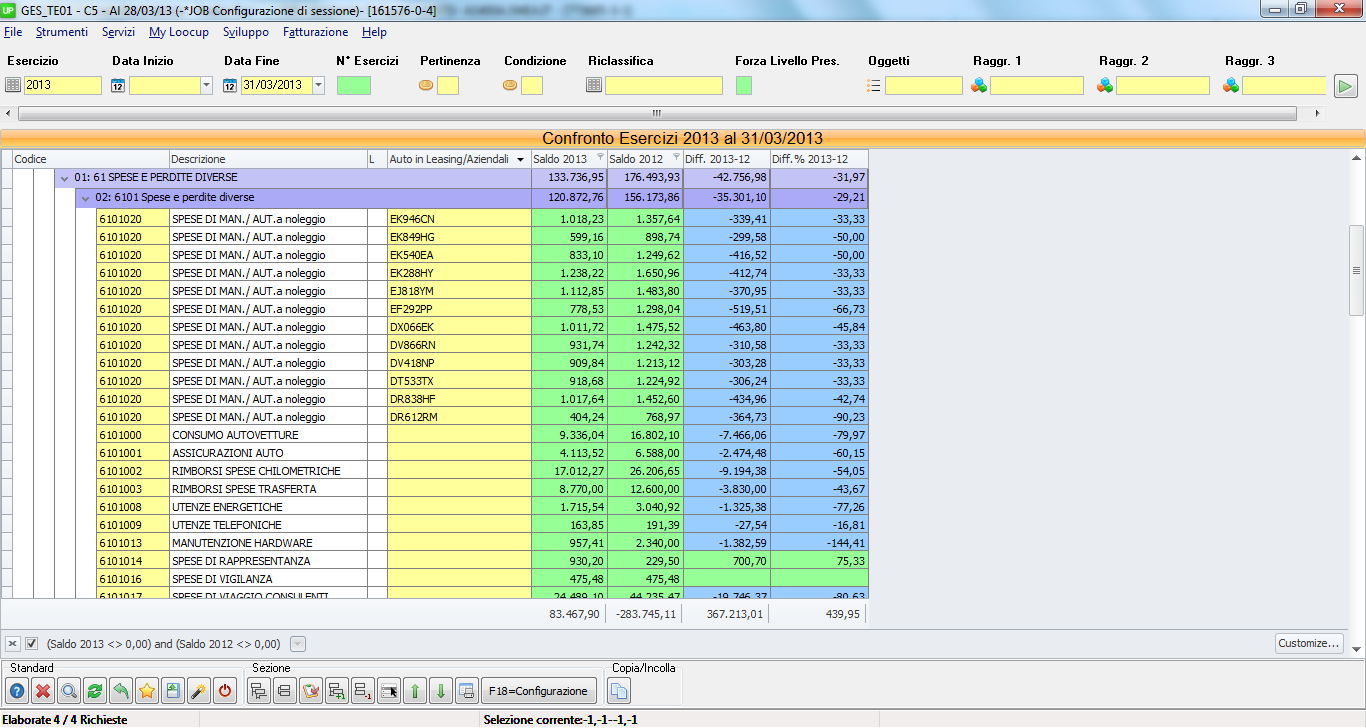 UP GES_TE01 - C5 - Al 28/03/13 (-*JOB Configurazione di sessione)- [161576-0-4]
File Strumenti Servizi My Loocup Sviluppo Fatturazione Help
Esercizio Data Inizio Data Fine N° Esercizi Pertinenza Condizione Riclassifica Forza Livello Pres. Oggetti Raggr. 1 Raggr. 2 Raggr. 3
2013 12 12 31/03/2013
Confronto Esercizi 2013 al 31/03/2013
Codice Descrizione L Auto in Leasing/Aziendali Saldo 2013 Saldo 2012 Diff. 2013-12 Diff.% 2013-12
01: 61 SPESE E PERDITE DIVERSE 133.736,95 176.493,93 -42.756,98 -31,97
02: 6101 Spese e perdite diverse 120.872,76 156.173,86 -35.301,10 -29,21
6101020 SPESE DI MAN./ AUT.a noleggio EK946CN 1.018,23 1.357,64 -339,41 -33,33
6101020 SPESE DI MAN./ AUT.a noleggio EK849HG 599,16 898,74 -299,58 -50,00
6101020 SPESE DI MAN./ AUT.a noleggio EK540EA 833,10 1.249,62 -416,52 -50,00
6101020 SPESE DI MAN./ AUT.a noleggio EK288HY 1.238,22 1.650,96 -412,74 -33,33
6101020 SPESE DI MAN./ AUT.a noleggio EJ818YM 1.112,85 1.483,80 -370,95 -33,33
6101020 SPESE DI MAN./ AUT.a noleggio EF292PP 778,53 1.298,04 -519,51 -66,73
6101020 SPESE DI MAN./ AUT.a noleggio DX066EK 1.011,72 1.475,52 -463,80 -45,84
6101020 SPESE DI MAN./ AUT.a noleggio DV866RN 931,74 1.242,32 -310,58 -33,33
6101020 SPESE DI MAN./ AUT.a noleggio DV418NP 909,84 1.213,12 -303,28 -33,33
6101020 SPESE DI MAN./ AUT.a noleggio DT533TX 918,68 1.224,92 -306,24 -33,33
6101020 SPESE DI MAN./ AUT.a noleggio DR838HF 1.017,64 1.452,60 -434,96 -42,74
6101020 SPESE DI MAN./ AUT.a noleggio DR612RM 404,24 768,97 -364,73 -90,23
6101000 CONSUMO AUTOVETTURE 9.336,04 16.802,10 -7.466,06 -79,97
6101001 ASSICURAZIONI AUTO 4.113,52 6.588,00 -2.474,48 -60,15
6101002 RIMBORSI SPESE CHILOMETRICHE 17.012,27 26.206,65 -9.194,38 -54,05
6101003 RIMBORSI SPESE TRASFERTA 8.770,00 12.600,00 -3.830,00 -43,67
6101008 UTENZE ENERGETICHE 1.715,54 3.040,92 -1.325,38 -77,26
6101009 UTENZE TELEFONICHE 163,85 191,39 -27,54 -16,81
6101013 MANUTENZIONE HARDWARE 957,41 2.340,00 -1.382,59 -144,41
6101014 SPESE DI RAPPRESENTANZA 930,20 229,50 700,70 75,33
6101016 SPESE DI VIGILANZA 475,48 475,48
6101017 SPESE DI VIAGGIO CONSULENTI 24.489,10 44.235,47 -19.746,37 -80,63
83.467,90 -283.745,11 367.213,01 439,95
(Saldo 2013 <> 0,00) and (Saldo 2012 <> 0,00) Customize...
Standard Sezione Copia/Incolla
F18=Configurazione
Elaborate 4 / 4 Richieste Selezione corrente:-1,-1--1,-1